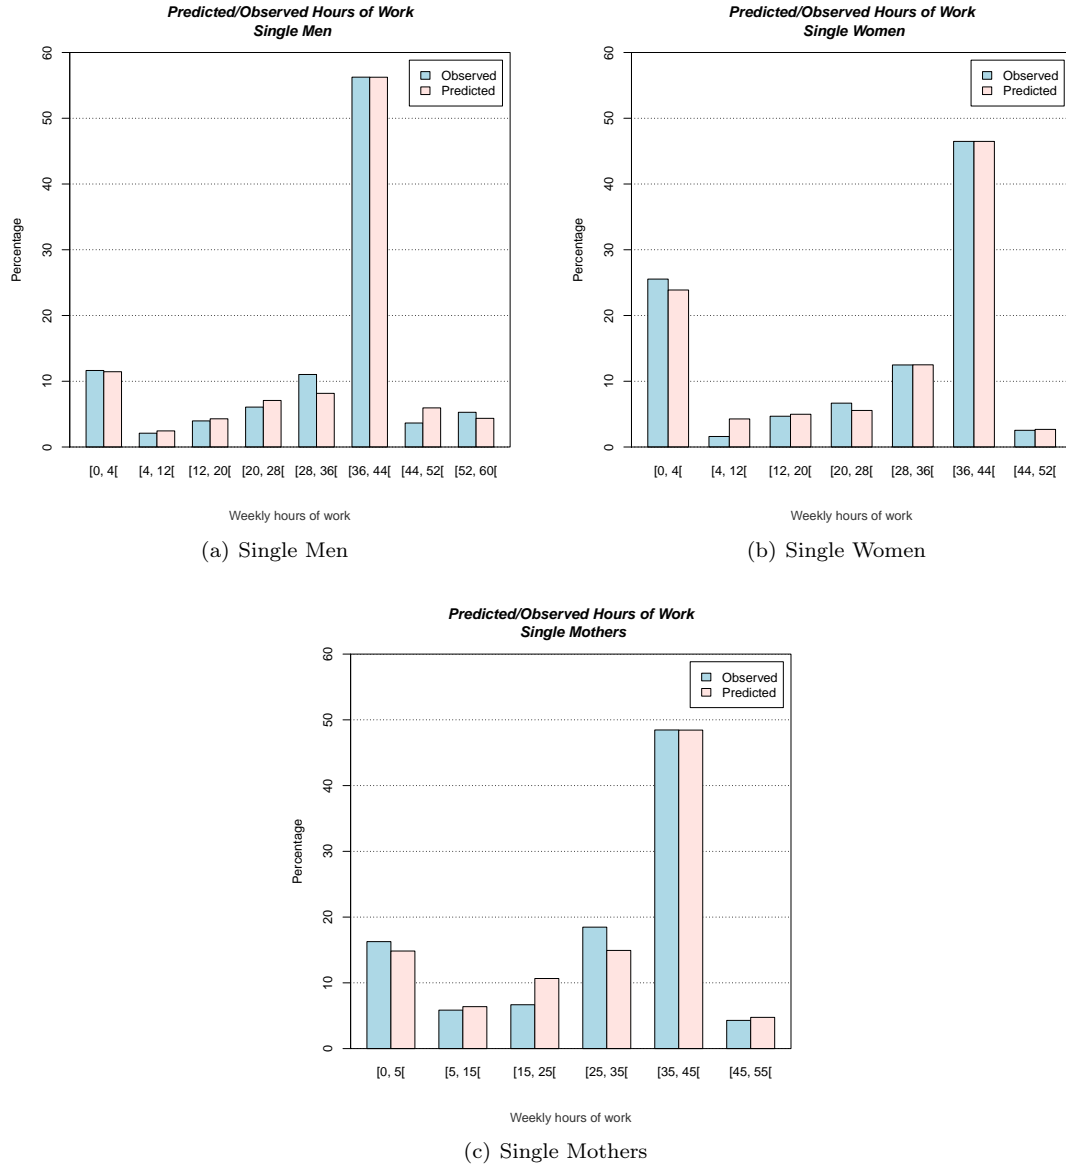 Predicted/Observed Hours of Work
Single Men
Observed
Predicted
Percentage
0
10
20
30
40
50
60
[0, 4[ [4, 12[ [12, 20[ [20, 28[ [28, 36[ [36, 44[ [44, 52[ [52, 60[
Weekly hours of work
(a) Single Men
Predicted/Observed Hours of Work
Single Women
Observed
Predicted
Percentage
0
10
20
30
40
50
60
[0, 4[ [4, 12[ [12, 20[ [20, 28[ [28, 36[ [36, 44[ [44, 52[
Weekly hours of work
(b) Single Women
Predicted/Observed Hours of Work
Single Mothers
Observed
Predicted
Percentage
0
10
20
30
40
50
60
[0, 5[ [5, 15[ [15, 25[ [25, 35[ [35, 45[ [45, 55[
Weekly hours of work
(c) Single Mothers